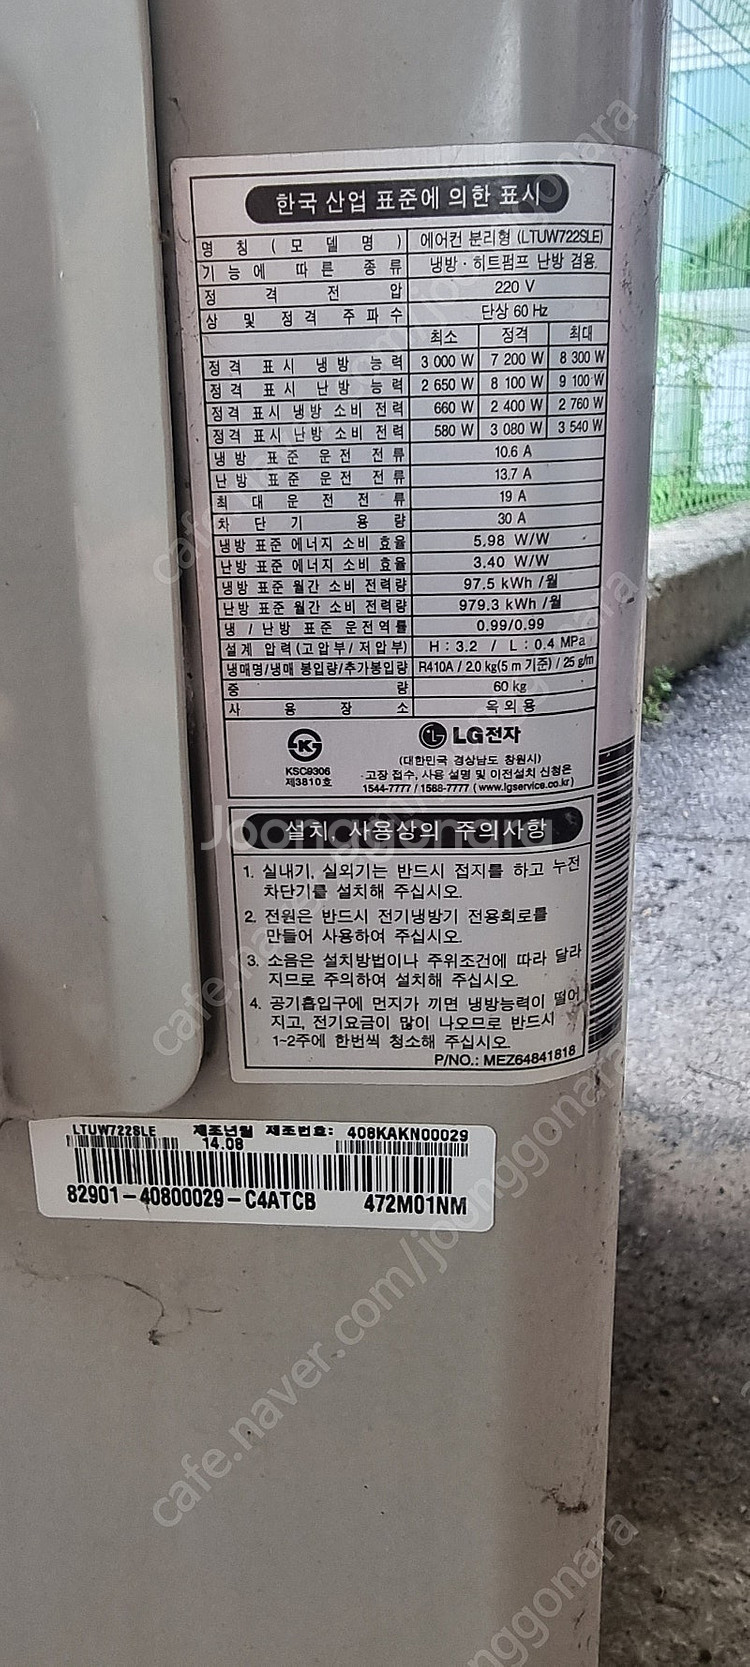 한국 산업 표준에 의한 표시
명 칭 ( 모 델 명 ) 에어컨 분리형 (LTUW722SLE)
기 능 에 따 른 종 류 냉방 · 히트펌프 난방 겸용
정 격 전 압 220 V
상 및 정 격 주 파 수 단상 60 Hz
최소 정격 최대
정격 표시 냉방 능력 3 000 W 7 200 W 8 300 W
정격 표시 난방 능력 2 650 W 8 100 W 9 100 W
정격 표시 냉방 소비 전력 660 W 2 400 W 2 760 W
정격 표시 난방 소비 전력 580 W 3 080 W 3 540 W
냉방 표준 운전 전류 10.6 A
난방 표준 운전 전류 13.7 A
최 대 운 전 전 류 19 A
차 단 기 용 량 30 A
냉방 표준 에너지 소비 효율 5.98 W/W
난방 표준 에너지 소비 효율 3.40 W/W
냉방 표준 월간 소비 전력량 97.5 kWh /월
난방 표준 월간 소비 전력량 979.3 kWh /월
냉 / 난방 표준 운전역률 0.99/0.99
설계 압력(고압부/ 저압부) H : 3.2 / L : 0.4 MPa
냉매명/냉매 봉입량/추가봉입량 R410A / 2.0 kg(5 m 기준) / 25 g/m
중 량 60 kg
사 용 장 소 옥외용
KSC9306
제3810호
LG전자
(대한민국 경상남도 창원시)
고장 접수, 사용 설명 및 이전설치 신청은
1544-7777 / 1588-7777 ( www.lgservice.co.kr )
설치, 사용상의 주의사항
1. 실내기, 실외기는 반드시 접지를 하고 누전
차단기를 설치해 주십시오.
2. 전원은 반드시 전기냉방기 전용회로를
만들어 사용하여 주십시오.
3. 소음은 설치방법이나 주위조건에 따라 달라
지므로 주의하여 설치해 주십시오.
4. 공기흡입구에 먼지가 끼면 냉방능력이 떨어
지고, 전기요금이 많이 나오므로 반드시
1~2주에 한번씩 청소해 주십시오.
P/NO.: MEZ64841818
LTUW722SLE 제조년월 제조번호: 408KAKN00029
14.08
82901-40800029-C4ATCB 472M01NM
Joonggonara
cafe.naver.com/joonggonara